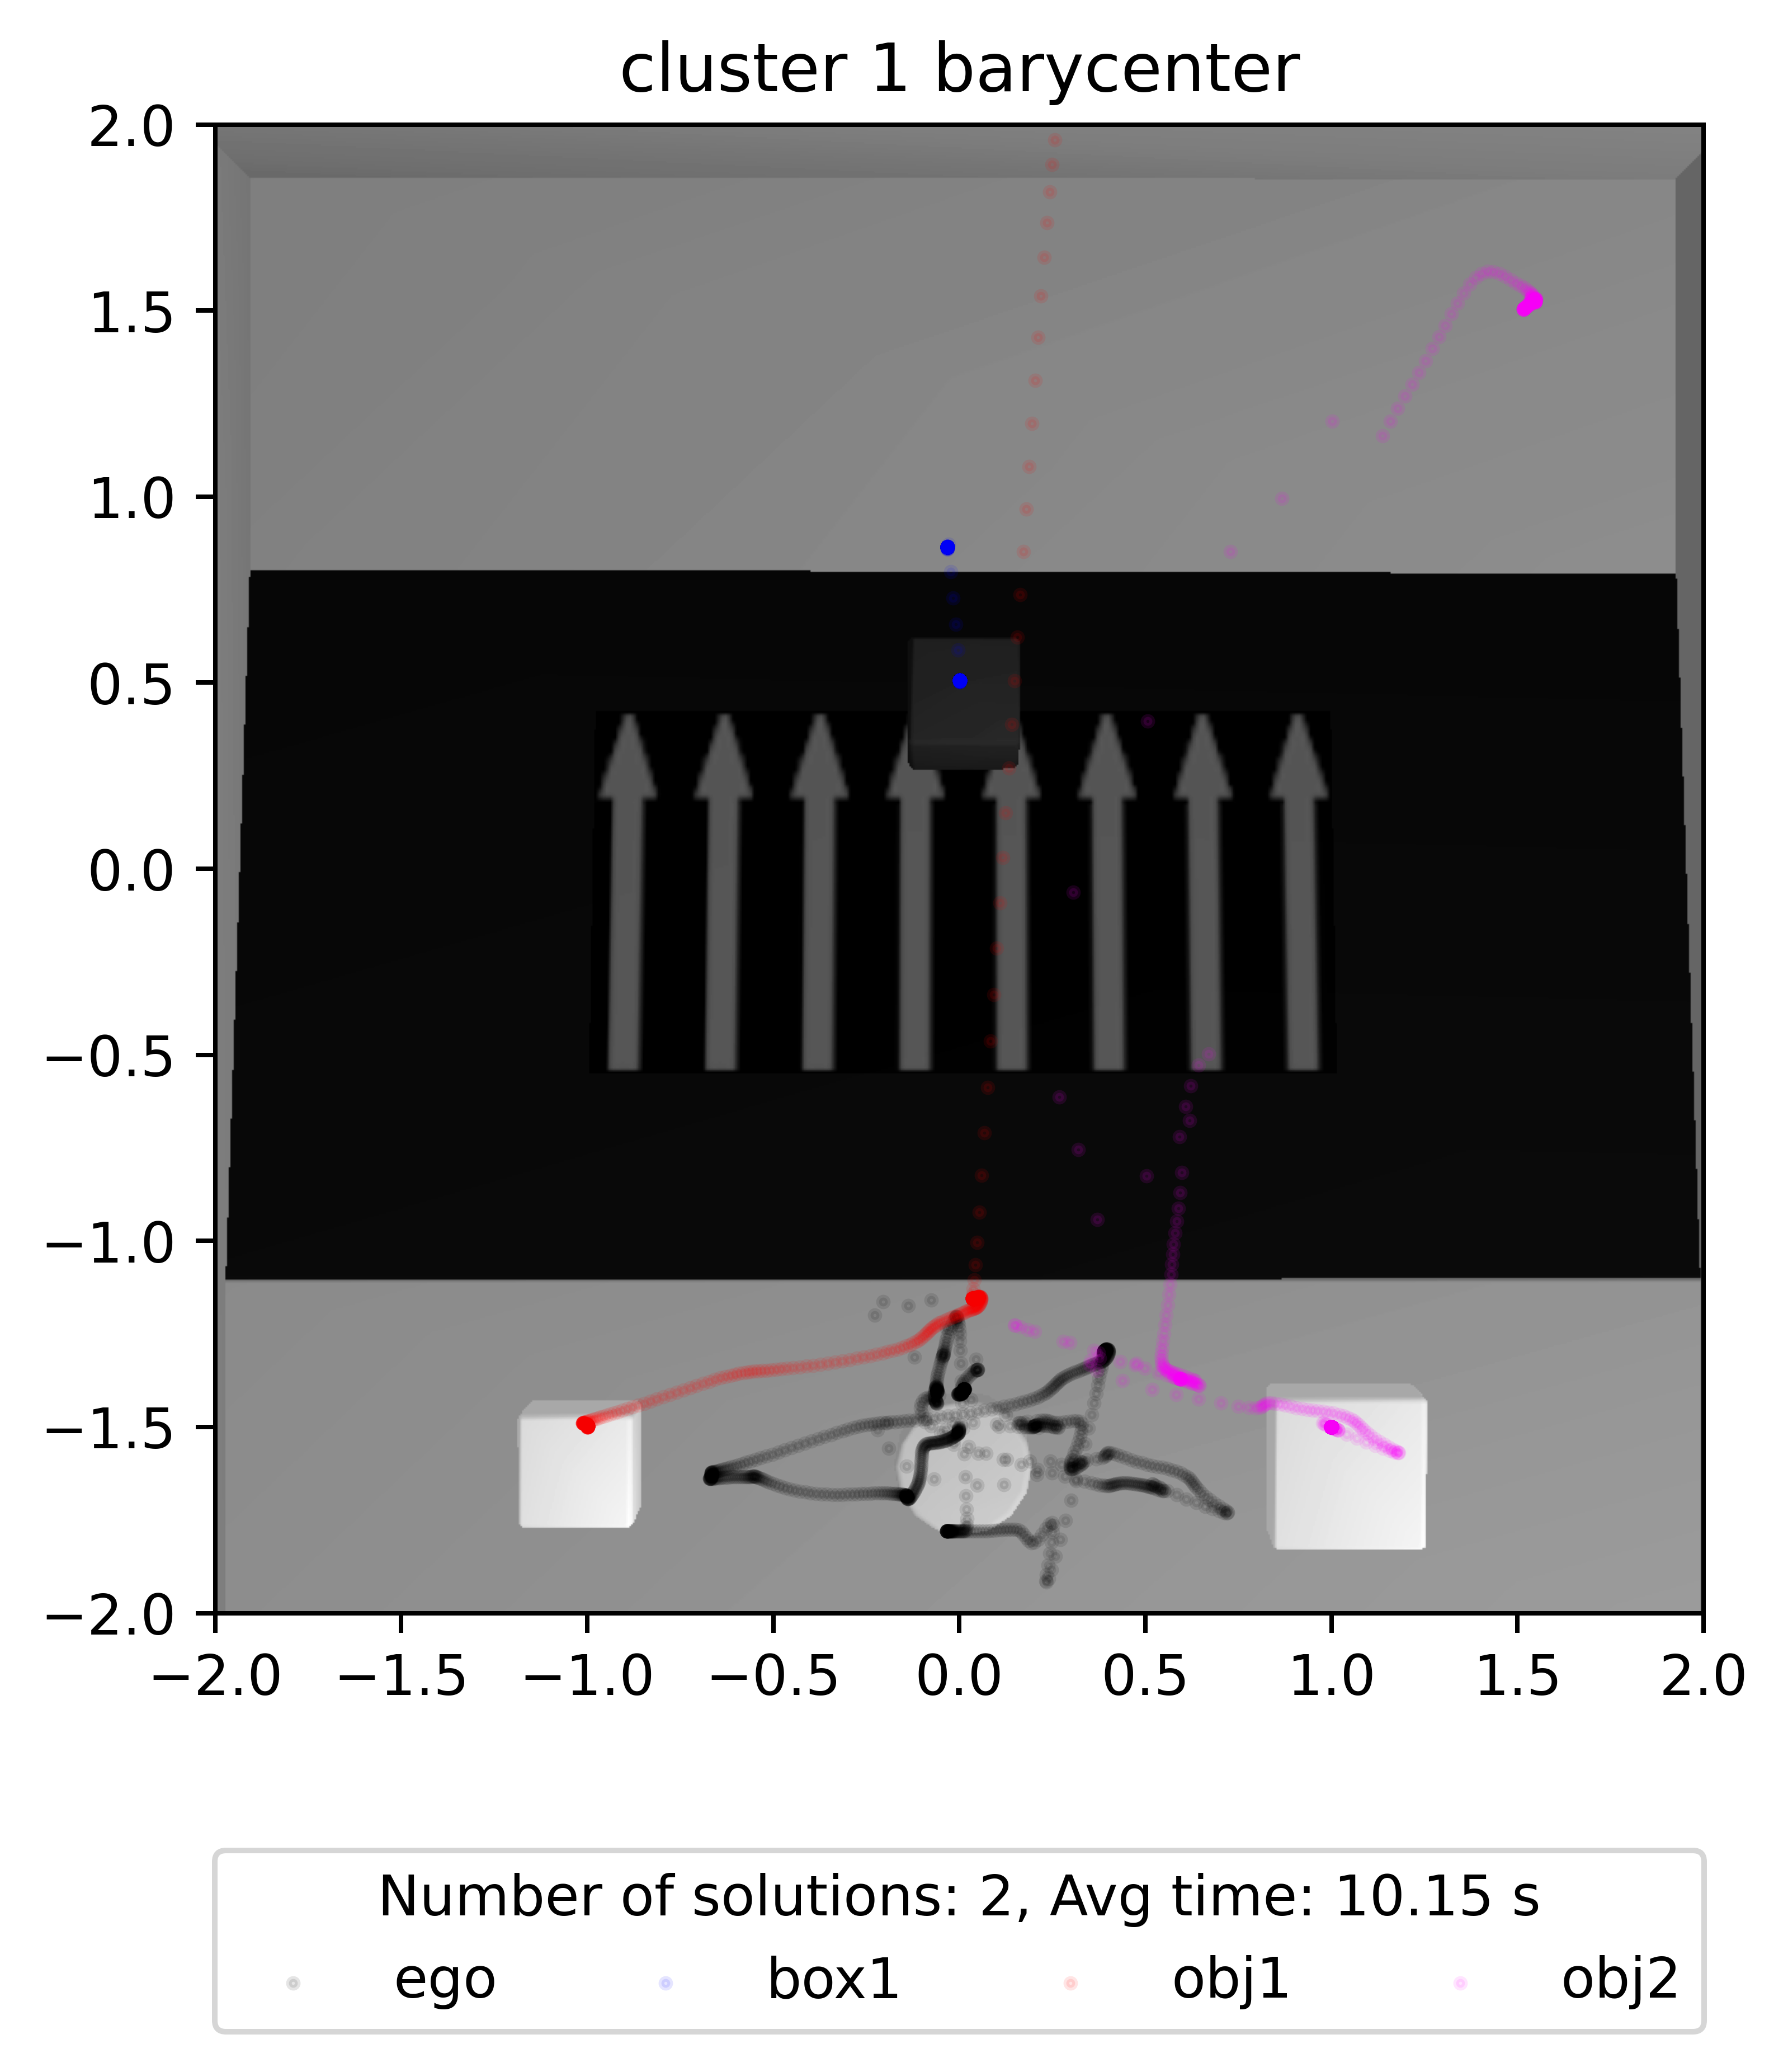 cluster 1 barycenter
2.0
1.5
1.0
0.5
0.0
−0.5
−1.0
−1.5
−2.0
−2.0 −1.5 −1.0 −0.5 0.0 0.5 1.0 1.5 2.0
Number of solutions: 2, Avg time: 10.15 s
ego box1 obj1 obj2